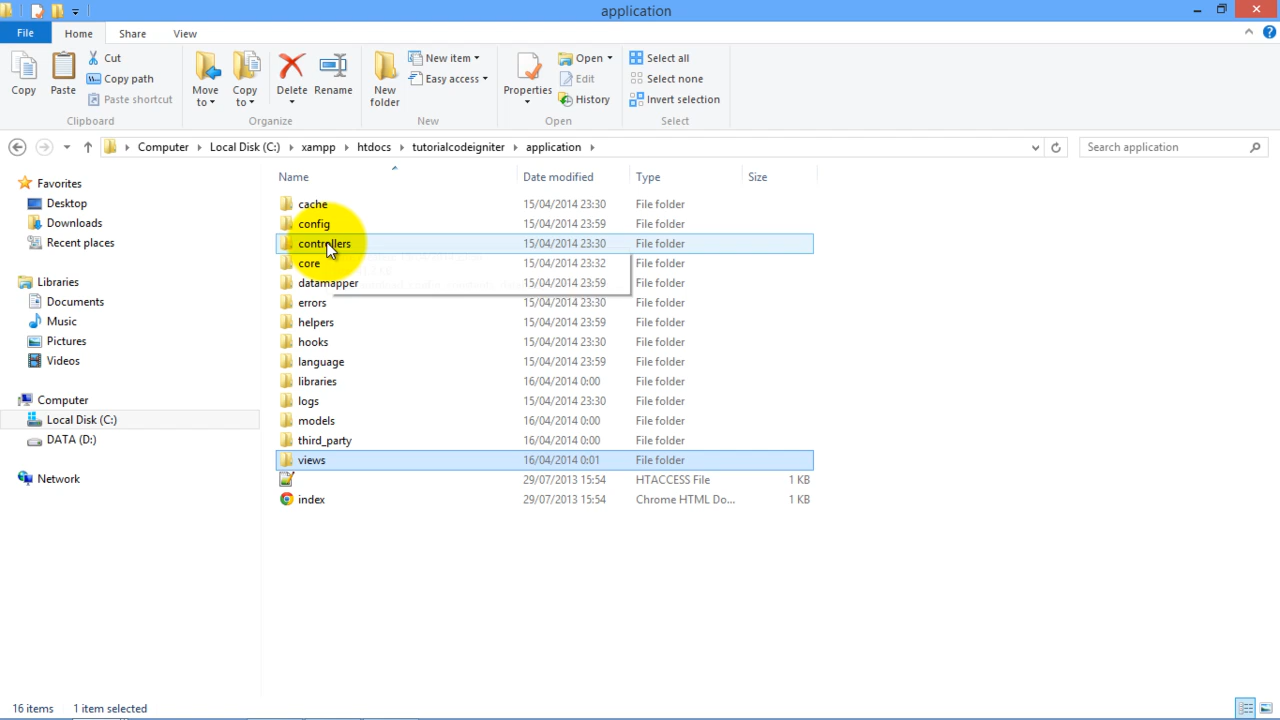 application
File Home Share View
Copy Paste Cut Copy path Paste shortcut Move to Copy to Delete Rename New folder New item Easy access Properties Open Edit History Select all Select none Invert selection
Clipboard Organize New Open Select
Computer Local Disk (C:) xampp htdocs tutorialcodeigniter application Search application
Name Date modified Type Size
Favorites
Desktop
Downloads
Recent places
Libraries
Documents
Music
Pictures
Videos
Computer
Local Disk (C:)
DATA (D:)
Network
cache 15/04/2014 23:30 File folder
config 15/04/2014 23:59 File folder
controllers 15/04/2014 23:30 File folder
core 15/04/2014 23:32 File folder
datamapper 15/04/2014 23:59 File folder
errors 15/04/2014 23:30 File folder
helpers 15/04/2014 23:59 File folder
hooks 15/04/2014 23:30 File folder
language 15/04/2014 23:59 File folder
libraries 16/04/2014 0:00 File folder
logs 15/04/2014 23:30 File folder
models 16/04/2014 0:00 File folder
third_party 16/04/2014 0:00 File folder
views 16/04/2014 0:01 File folder
29/07/2013 15:54 HTACCESS File 1 KB
index 29/07/2013 15:54 Chrome HTML Do... 1 KB
16 items 1 item selected